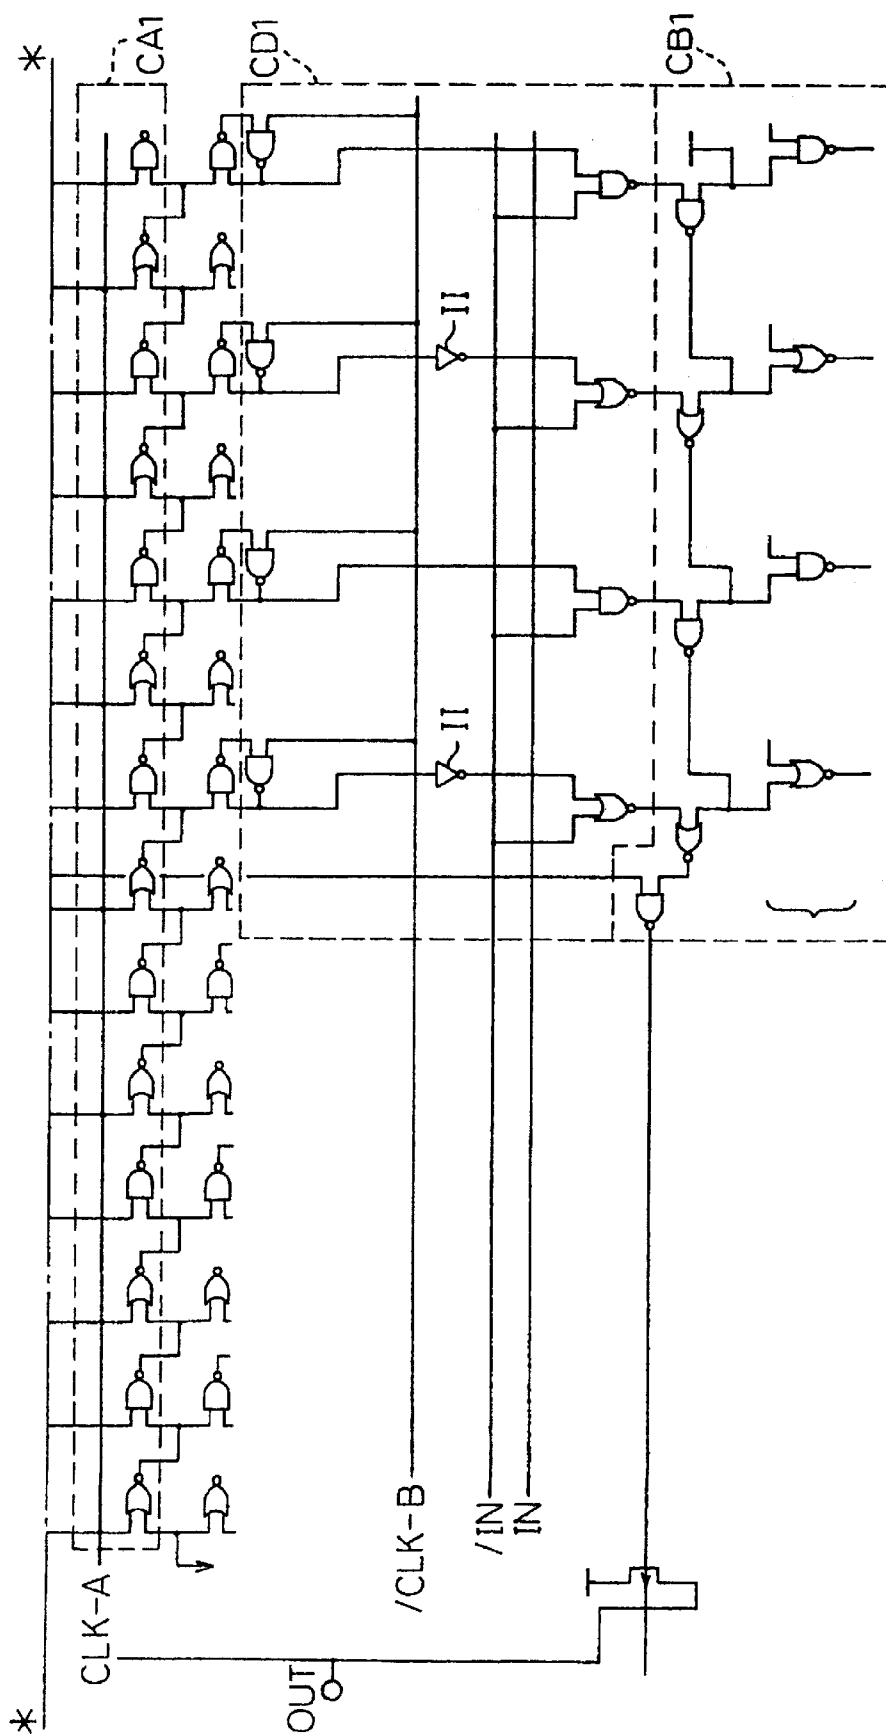 *
CA1
CD1
CB1
II
II
CLK-A
/CLK-B
/IN
IN
OUT
*